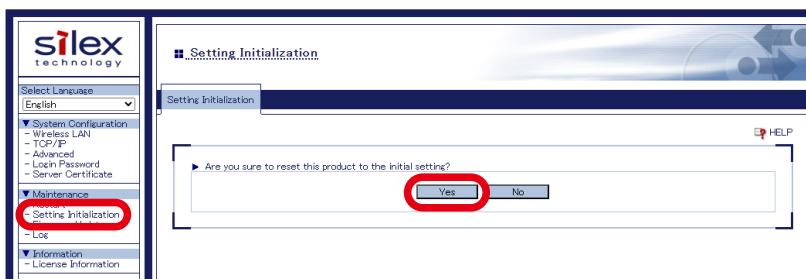 silex
technology
Select Language
English
▼ System Configuration
- Wireless LAN
- TCP/IP
- Advanced
- Login Password
- Server Certificate
▼ Maintenance
- Setting Initialization
- Log
▼ Information
- License Information
Setting Initialization
Setting Initialization
HELP
▶ Are you sure to reset this product to the initial setting?
Yes No